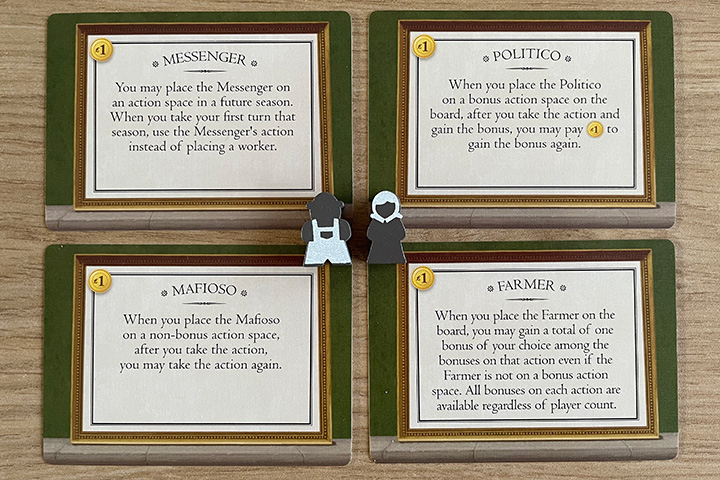 1
MESSENGER
You may place the Messenger on
an action space in a future season.
When you take your first turn that
season, use the Messenger's action
instead of placing a worker.
1
POLITICO
When you place the Politico
on a bonus action space on the
board, after you take the action and
gain the bonus, you may pay 1 to
gain the bonus again.
1
MAFIOSO
When you place the Mafioso
on a non-bonus action space,
after you take the action,
you may take the action again.
1
FARMER
When you place the Farmer on the
board, you may gain a total of one
bonus of your choice among the
bonuses on that action even if the
Farmer is not on a bonus action
space. All bonuses on each action are
available regardless of player count.